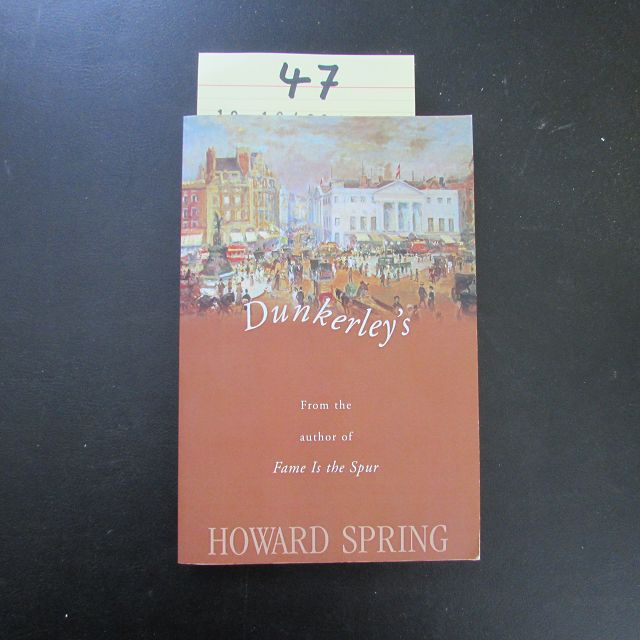 47
Dunkerley's
From the
author of
Fame Is the Spur
HOWARD SPRING